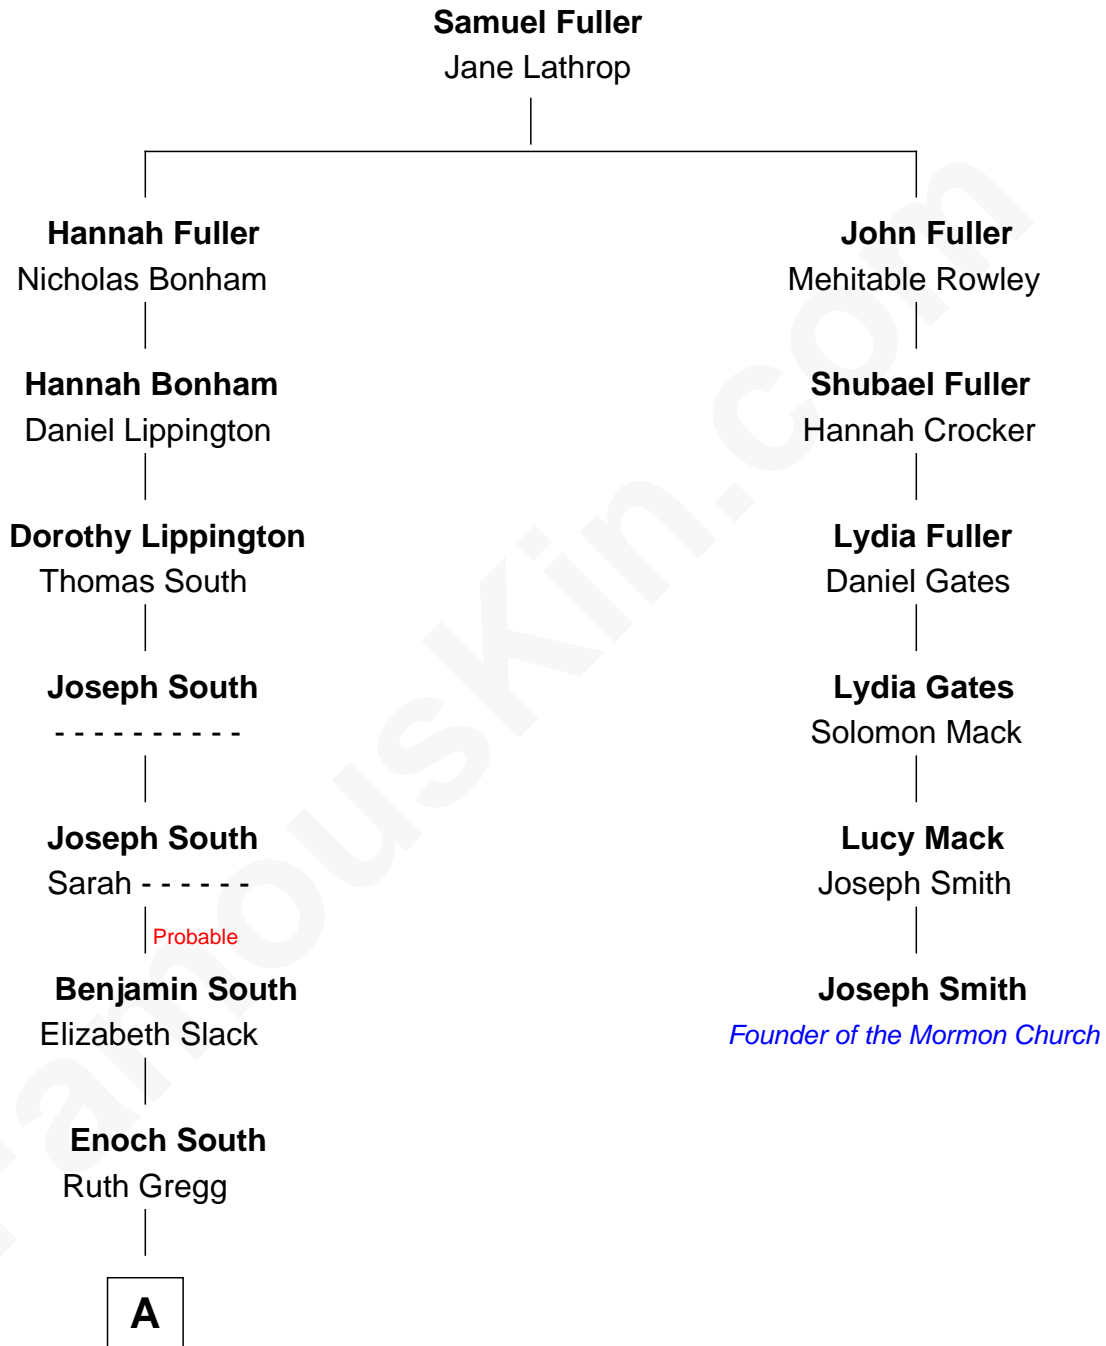 Samuel Fuller
Jane Lathrop
Hannah Fuller
Nicholas Bonham
John Fuller
Mehitable Rowley
Hannah Bonham
Daniel Lippington
Shubael Fuller
Hannah Crocker
Dorothy Lippington
Thomas South
Lydia Fuller
Daniel Gates
Joseph South
- - - - - - - - - -
Lydia Gates
Solomon Mack
Joseph South
Sarah - - - - - -
Lucy Mack
Joseph Smith
Probable
Benjamin South
Elizabeth Slack
Joseph Smith
Founder of the Mormon Church
Enoch South
Ruth Gregg
A
FamousKin.com